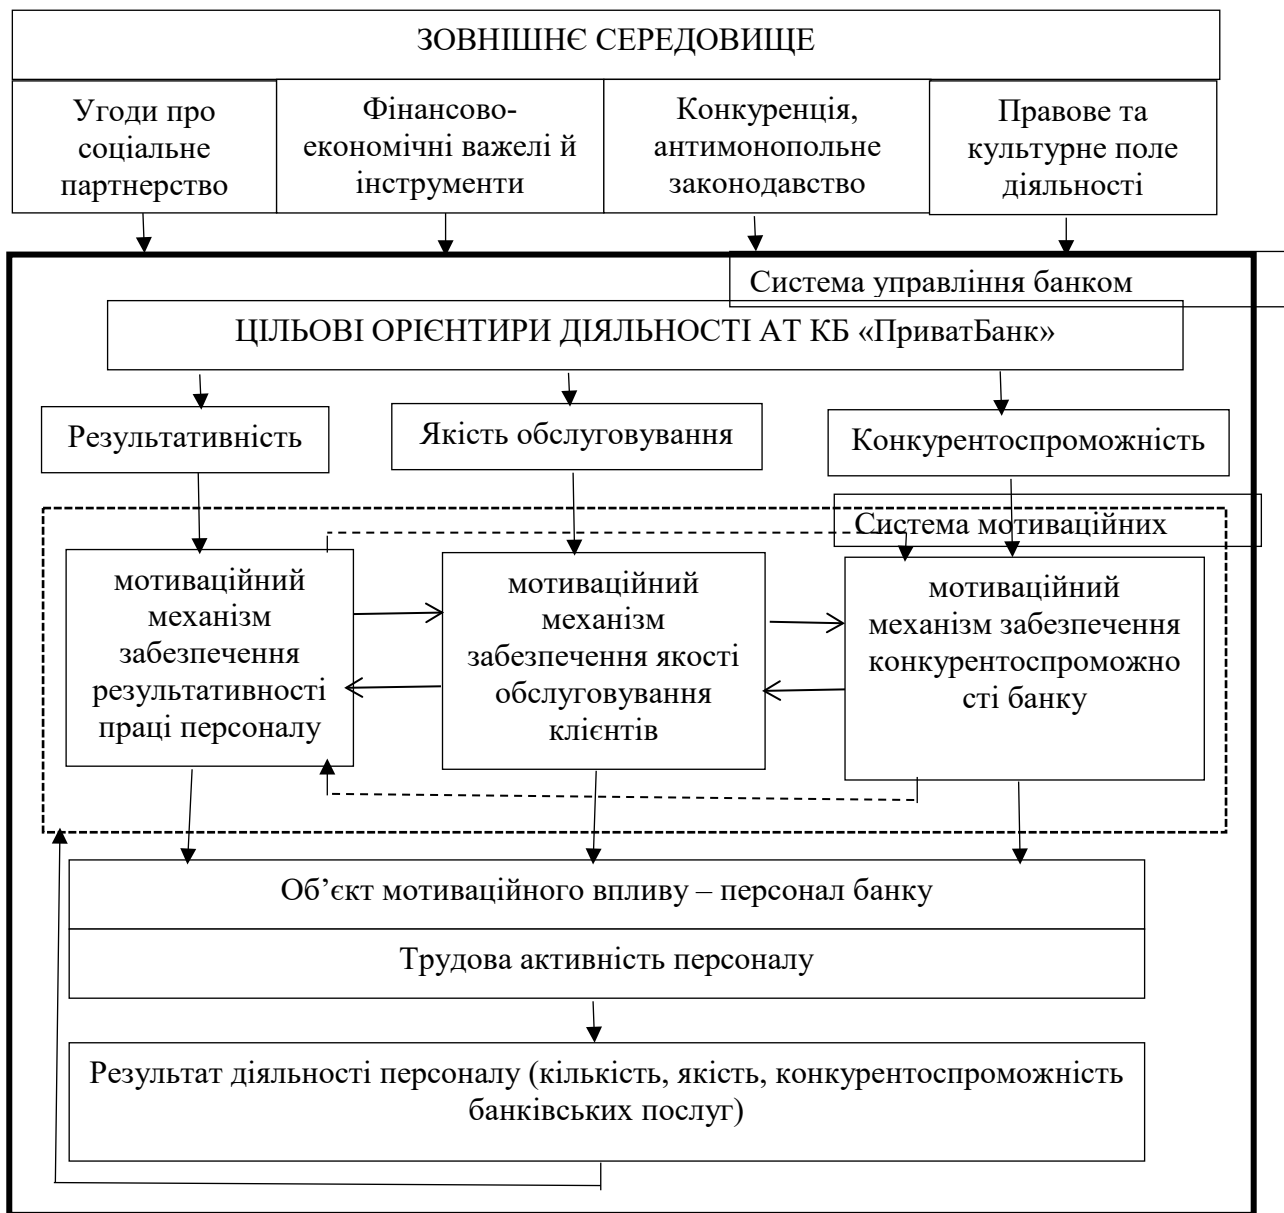 ЗОВНІШНЄ СЕРЕДОВИЩЕ
Угоди про
соціальне
партнерство
Фінансово-
економічні важелі й
інструменти
Конкуренція,
антимонопольне
законодавство
Правове та
культурне поле
діяльності
Система управління банком
ЦІЛЬОВІ ОРІЄНТИРИ ДІЯЛЬНОСТІ АТ КБ «ПриватБанк»
Результативність
Якість обслуговування
Конкурентоспроможність
Система мотиваційних
мотиваційний
механізм
забезпечення
результативності
праці персоналу
мотиваційний
механізм
забезпечення якості
обслуговування
клієнтів
мотиваційний
механізм забезпечення
конкурентоспроможно
сті банку
Об’єкт мотиваційного впливу – персонал банку
Трудова активність персоналу
Результат діяльності персоналу (кількість, якість, конкурентоспроможність
банківських послуг)